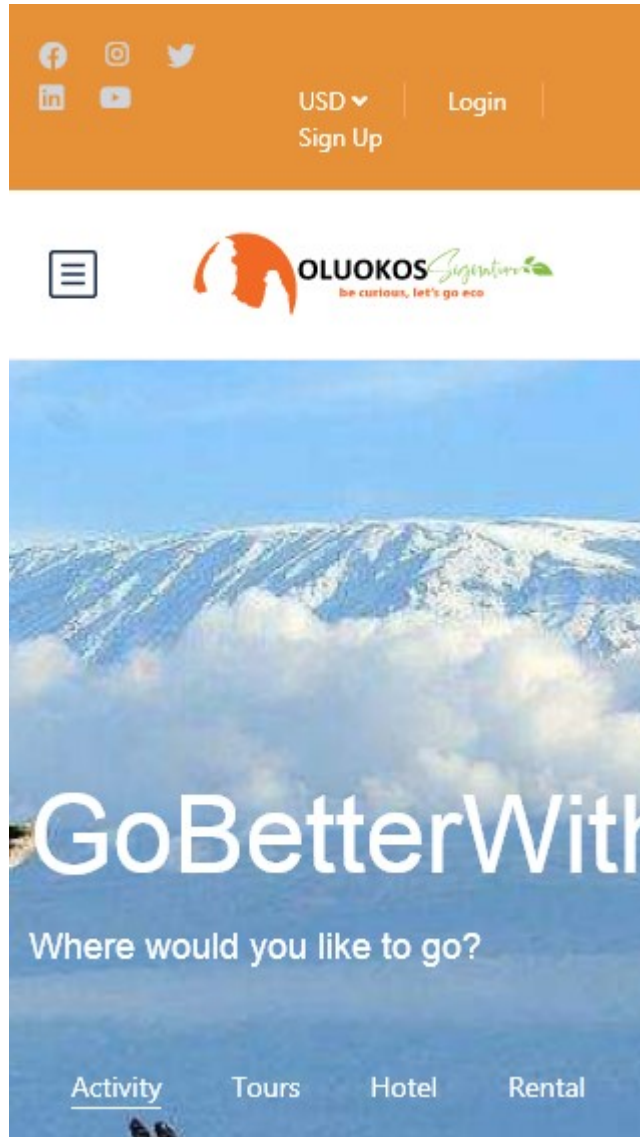 USD
Login
Sign Up
OLUOKOS Signature
be curious, let's go eco
GoBetterWith
Where would you like to go?
Activity Tours Hotel Rental